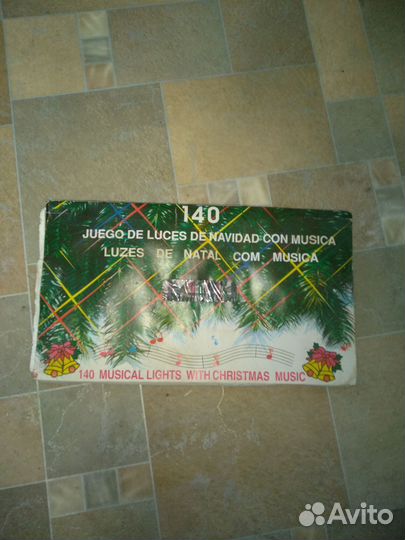 140
JUEGO DE LUCES DE NAVIDAD CON MUSICA
LUZES DE NATAL COM MUSICA
140 MUSICAL LIGHTS WITH CHRISTMAS MUSIC
Avito